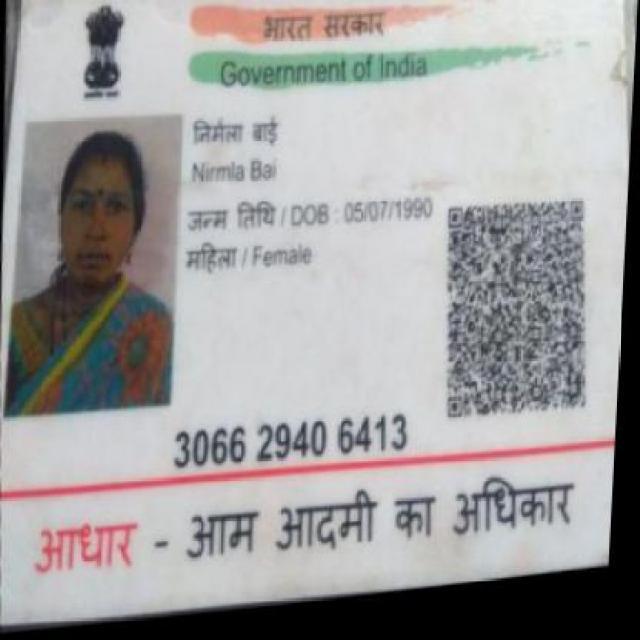 भारत सरकार
Government of India
निर्मला बाई
Nirmla Bai
जन्म तिथि / DOB : 05/07/1990
महिला / Female
3066 2940 6413
आधार - आम आदमी का अधिकार